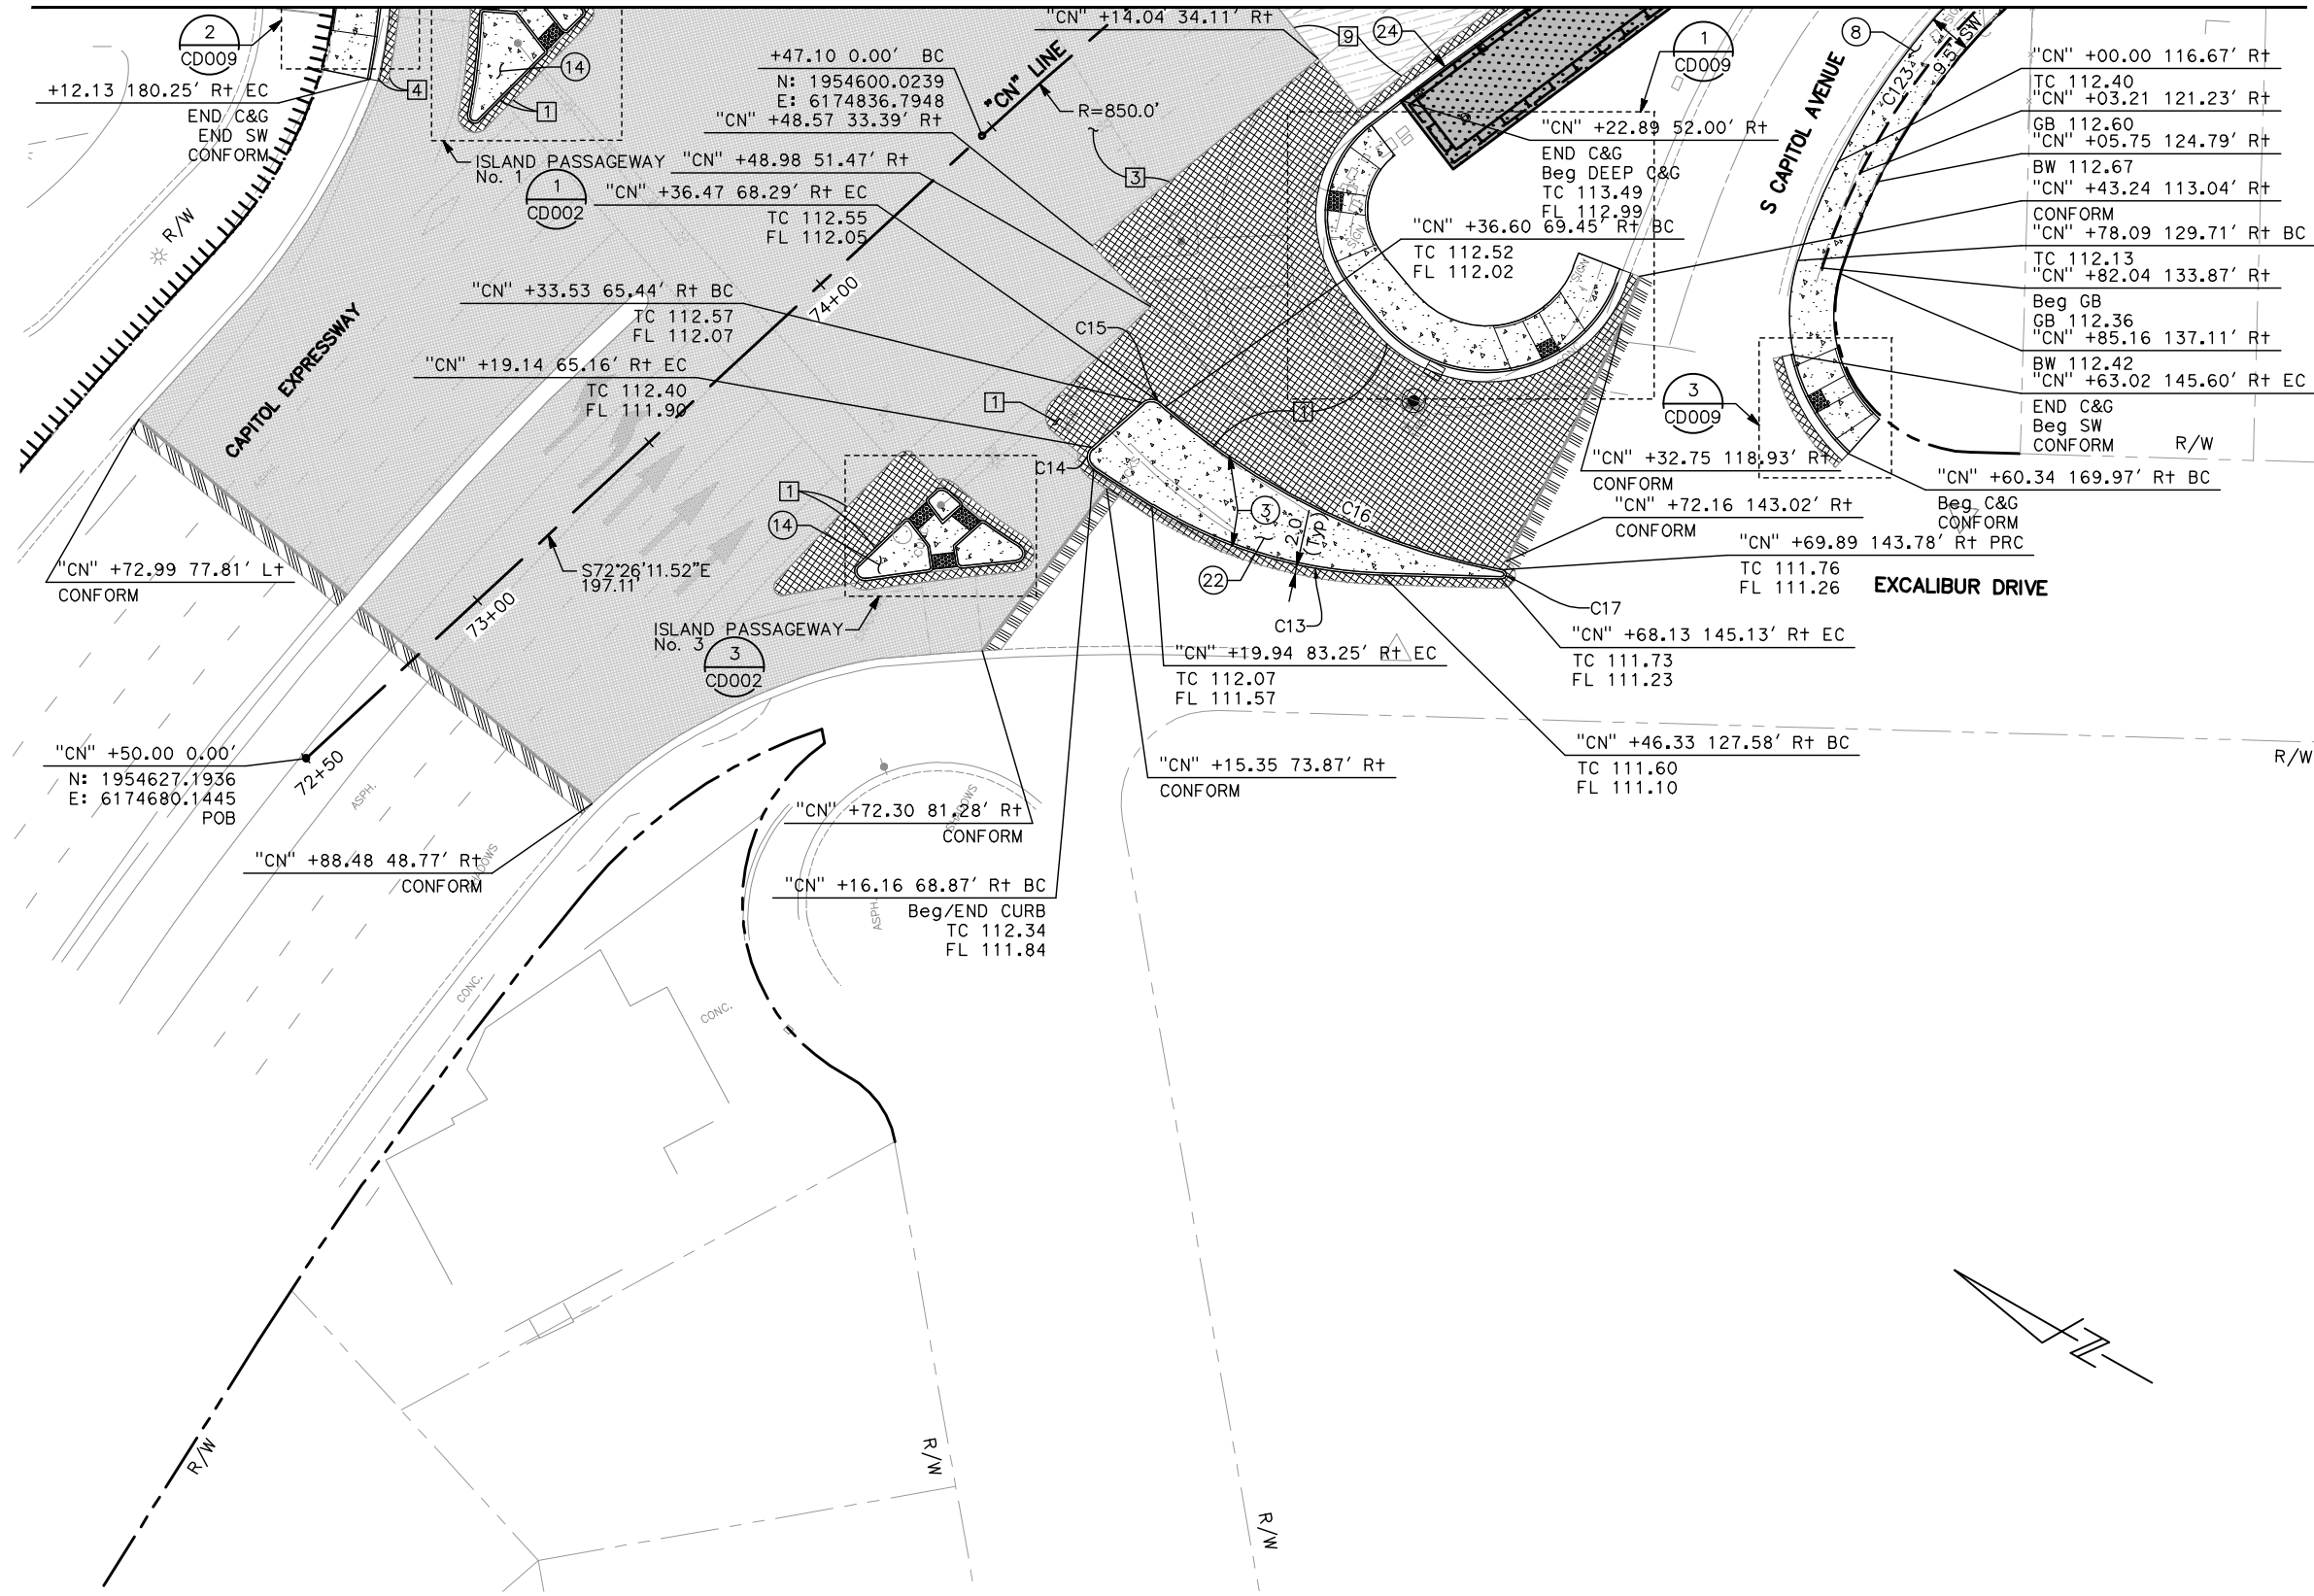 2
CD009
+12.13 180.25′ Rt EC
END C&G
END SW
CONFORM
R/W
4
14
1
ISLAND PASSAGEWAY
No. 1
1
CD002
"CN" +14.04 34.11′ Rt
+47.10 0.00′ BC
N: 1954600.0239
E: 6174836.7948
"CN" +48.57 33.39′ Rt
"CN" +48.98 51.47′ Rt
"CN" +36.47 68.29′ Rt EC
TC 112.55
FL 112.05
"CN" +33.53 65.44′ Rt BC
TC 112.57
FL 112.07
"CN" +19.14 65.16′ Rt EC
TC 112.40
FL 111.90
"CN" LINE
R=850.0′
3
9
24
1
CD009
"CN" +22.89 52.00′ Rt
END C&G
Beg DEEP C&G
TC 113.49
FL 112.99
"CN" +36.60 69.45′ Rt BC
TC 112.52
FL 112.02
SIGN
SIGN
S CAPITOL AVENUE
8
C123
9.5′ SW
"CN" +00.00 116.67′ Rt
TC 112.40
"CN" +03.21 121.23′ Rt
GB 112.60
"CN" +05.75 124.79′ Rt
BW 112.67
"CN" +43.24 113.04′ Rt
CONFORM
"CN" +78.09 129.71′ Rt BC
TC 112.13
"CN" +82.04 133.87′ Rt
Beg GB
GB 112.36
"CN" +85.16 137.11′ Rt
BW 112.42
"CN" +63.02 145.60′ Rt EC
END C&G
Beg SW
CONFORM
R/W
3
CD009
"CN" +60.34 169.97′ Rt BC
Beg C&G
CONFORM
"CN" +32.75 118.93′ Rt
CONFORM
"CN" +72.16 143.02′ Rt
CONFORM
"CN" +69.89 143.78′ Rt PRC
TC 111.76
FL 111.26
EXCALIBUR DRIVE
C17
"CN" +68.13 145.13′ Rt EC
TC 111.73
FL 111.23
CAPITOL EXPRESSWAY
ASPH.
74+00
C15
1
1
C14
3
C16
2.0′
(Typ)
22
C13
1
14
"CN" +72.99 77.81′ Lt
CONFORM
S72°26′11.52"E
197.11′
73+00
ISLAND PASSAGEWAY
No. 3
3
CD002
"CN" +19.94 83.25′ Rt EC
TC 112.07
FL 111.57
"CN" +50.00 0.00′
N: 1954627.1936
E: 6174680.1445
POB
72+50
ASPH.
"CN" +15.35 73.87′ Rt
CONFORM
"CN" +46.33 127.58′ Rt BC
TC 111.60
FL 111.10
R/W
"CN" +72.30 81.28′ Rt
CONFORM
"CN" +88.48 48.77′ Rt
CONFORM
"CN" +16.16 68.87′ Rt BC
Beg/END CURB
TC 112.34
FL 111.84
ASPH.
CONC.
CONC.
R/W
R/W
R/W